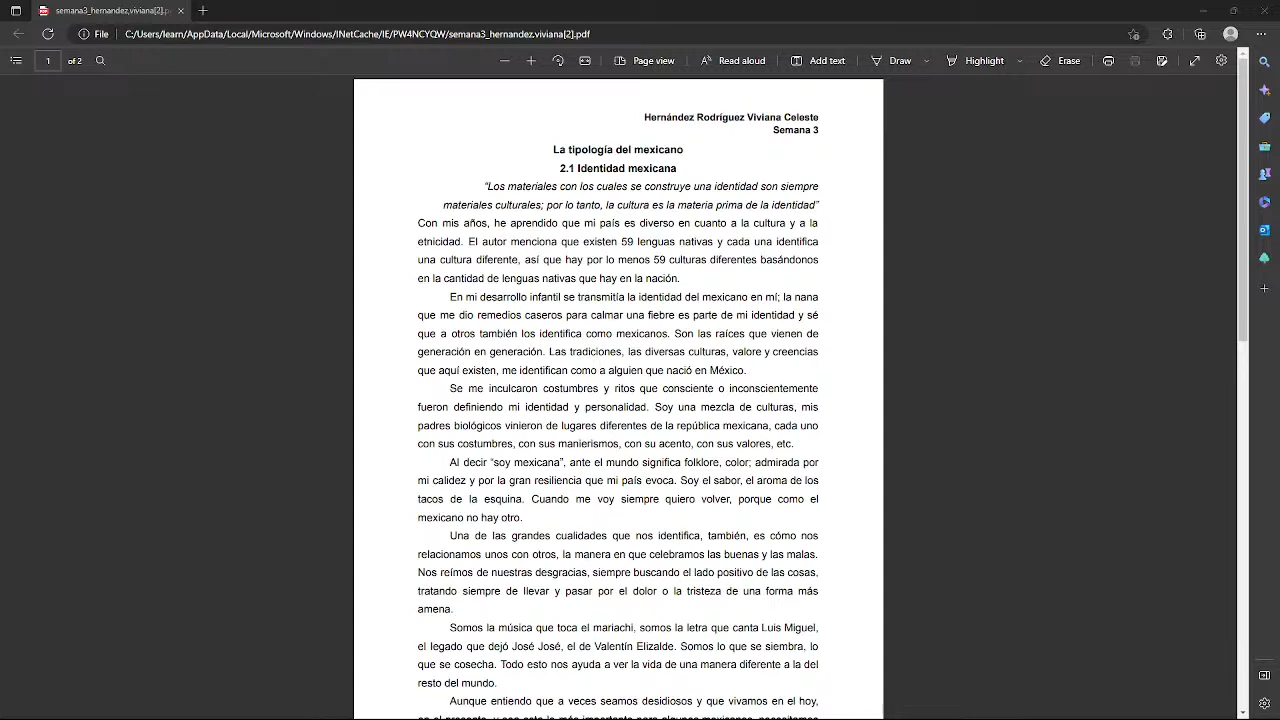 semana3_hernandez,viviana[2].p
File C:/Users/learn/AppData/Local/Microsoft/Windows/INetCache/IE/PW4NCYQW/semana3_hernandez.viviana[2].pdf
1 of 2 Page view Read aloud Add text Draw Highlight Erase
Hernández Rodríguez Viviana Celeste
Semana 3
La tipología del mexicano
2.1 Identidad mexicana
“Los materiales con los cuales se construye una identidad son siempre
materiales culturales; por lo tanto, la cultura es la materia prima de la identidad”
Con mis años, he aprendido que mi país es diverso en cuanto a la cultura y a la
etnicidad. El autor menciona que existen 59 lenguas nativas y cada una identifica
una cultura diferente, así que hay por lo menos 59 culturas diferentes basándonos
en la cantidad de lenguas nativas que hay en la nación.
En mi desarrollo infantil se transmitía la identidad del mexicano en mí; la nana
que me dio remedios caseros para calmar una fiebre es parte de mi identidad y sé
que a otros también los identifica como mexicanos. Son las raíces que vienen de
generación en generación. Las tradiciones, las diversas culturas, valore y creencias
que aquí existen, me identifican como a alguien que nació en México.
Se me inculcaron costumbres y ritos que consciente o inconscientemente
fueron definiendo mi identidad y personalidad. Soy una mezcla de culturas, mis
padres biológicos vinieron de lugares diferentes de la república mexicana, cada uno
con sus costumbres, con sus manierismos, con su acento, con sus valores, etc.
Al decir “soy mexicana”, ante el mundo significa folklore, color; admirada por
mi calidez y por la gran resiliencia que mi país evoca. Soy el sabor, el aroma de los
tacos de la esquina. Cuando me voy siempre quiero volver, porque como el
mexicano no hay otro.
Una de las grandes cualidades que nos identifica, también, es cómo nos
relacionamos unos con otros, la manera en que celebramos las buenas y las malas.
Nos reímos de nuestras desgracias, siempre buscando el lado positivo de las cosas,
tratando siempre de llevar y pasar por el dolor o la tristeza de una forma más
amena.
Somos la música que toca el mariachi, somos la letra que canta Luis Miguel,
el legado que dejó José José, el de Valentín Elizalde. Somos lo que se siembra, lo
que se cosecha. Todo esto nos ayuda a ver la vida de una manera diferente a la del
resto del mundo.
Aunque entiendo que a veces seamos desidiosos y que vivamos en el hoy,